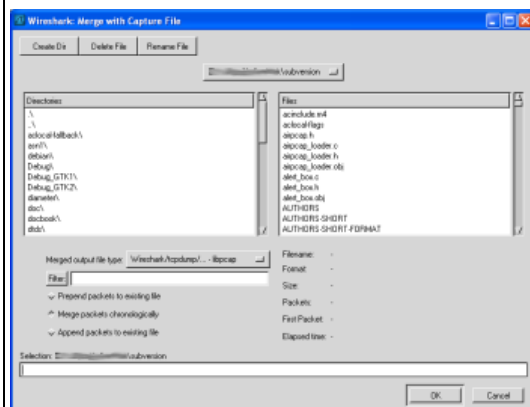 Wireshark: Merge with Capture File
Create Dir Delete File Rename File
\subversion
Directories
.\
..\
aclocal-fallback\
asn1\
debian\
Debug\
Debug_GTK1\
Debug_GTK2\
diameter\
doc\
docbook\
dtds\
Files
acinclude.m4
aclocal-flags
airpcap.h
airpcap_loader.c
airpcap_loader.h
airpcap_loader.obj
alert_box.c
alert_box.h
alert_box.obj
AUTHORS
AUTHORS-SHORT
AUTHORS-SHORT-FORMAT
Merged output file type: Wireshark/tcpdump/... - libpcap
Filter:
Prepend packets to existing file
Merge packets chronologically
Append packets to existing file
Filename: -
Format: -
Size: -
Packets: -
First Packet: -
Elapsed time: -
Selection: \subversion
OK Cancel